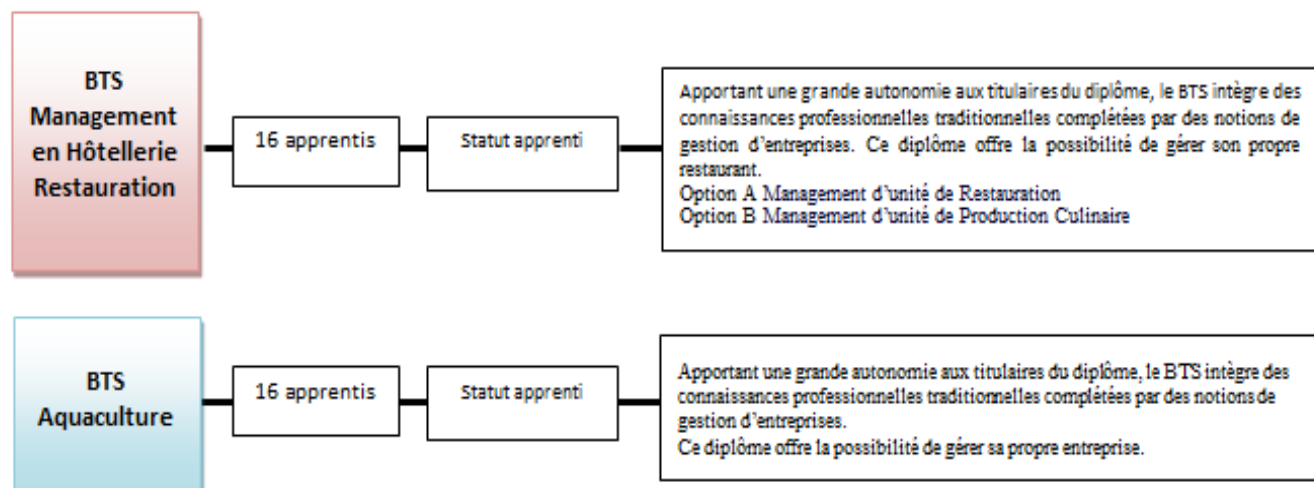 BTS
Management
en Hôtellerie
Restauration
16 apprentis
Statut apprenti
Apportant une grande autonomie aux titulaires du diplôme, le BTS intègre des
connaissances professionnelles traditionnelles complétées par des notions de
gestion d'entreprises. Ce diplôme offre la possibilité de gérer son propre
restaurant.
Option A Management d'unité de Restauration
Option B Management d'unité de Production Culinaire
BTS
Aquaculture
16 apprentis
Statut apprenti
Apportant une grande autonomie aux titulaires du diplôme, le BTS intègre des
connaissances professionnelles traditionnelles complétées par des notions de
gestion d'entreprises.
Ce diplôme offre la possibilité de gérer sa propre entreprise.